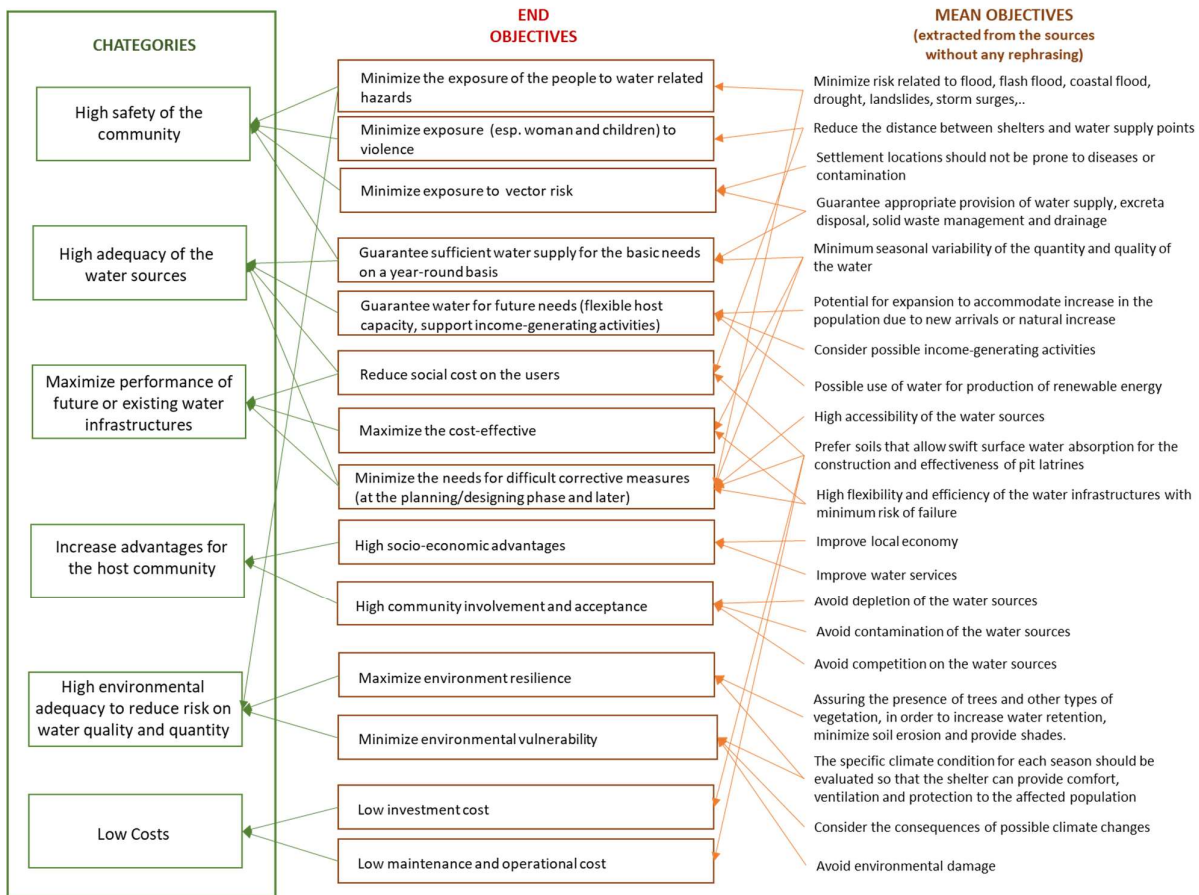 CHATEGORIES
High safety of the
community
High adequacy of the
water sources
Maximize performance of
future or existing water
infrastructures
Increase advantages for
the host community
High environmental
adequacy to reduce risk on
water quality and quantity
Low Costs
END
OBJECTIVES
Minimize the exposure of the people to water related
hazards
Minimize exposure (esp. woman and children) to
violence
Minimize exposure to vector risk
Guarantee sufficient water supply for the basic needs
on a year-round basis
Guarantee water for future needs (flexible host
capacity, support income-generating activities)
Reduce social cost on the users
Maximize the cost-effective
Minimize the needs for difficult corrective measures
(at the planning/designing phase and later)
High socio-economic advantages
High community involvement and acceptance
Maximize environment resilience
Minimize environmental vulnerability
Low investment cost
Low maintenance and operational cost
MEAN OBJECTIVES
(extracted from the sources
without any rephrasing)
Minimize risk related to flood, flash flood, coastal flood,
drought, landslides, storm surges,..
Reduce the distance between shelters and water supply points
Settlement locations should not be prone to diseases or
contamination
Guarantee appropriate provision of water supply, excreta
disposal, solid waste management and drainage
Minimum seasonal variability of the quantity and quality of
the water
Potential for expansion to accommodate increase in the
population due to new arrivals or natural increase
Consider possible income-generating activities
Possible use of water for production of renewable energy
High accessibility of the water sources
Prefer soils that allow swift surface water absorption for the
construction and effectiveness of pit latrines
High flexibility and efficiency of the water infrastructures with
minimum risk of failure
Improve local economy
Improve water services
Avoid depletion of the water sources
Avoid contamination of the water sources
Avoid competition on the water sources
Assuring the presence of trees and other types of
vegetation, in order to increase water retention,
minimize soil erosion and provide shades.
The specific climate condition for each season should be
evaluated so that the shelter can provide comfort,
ventilation and protection to the affected population
Consider the consequences of possible climate changes
Avoid environmental damage